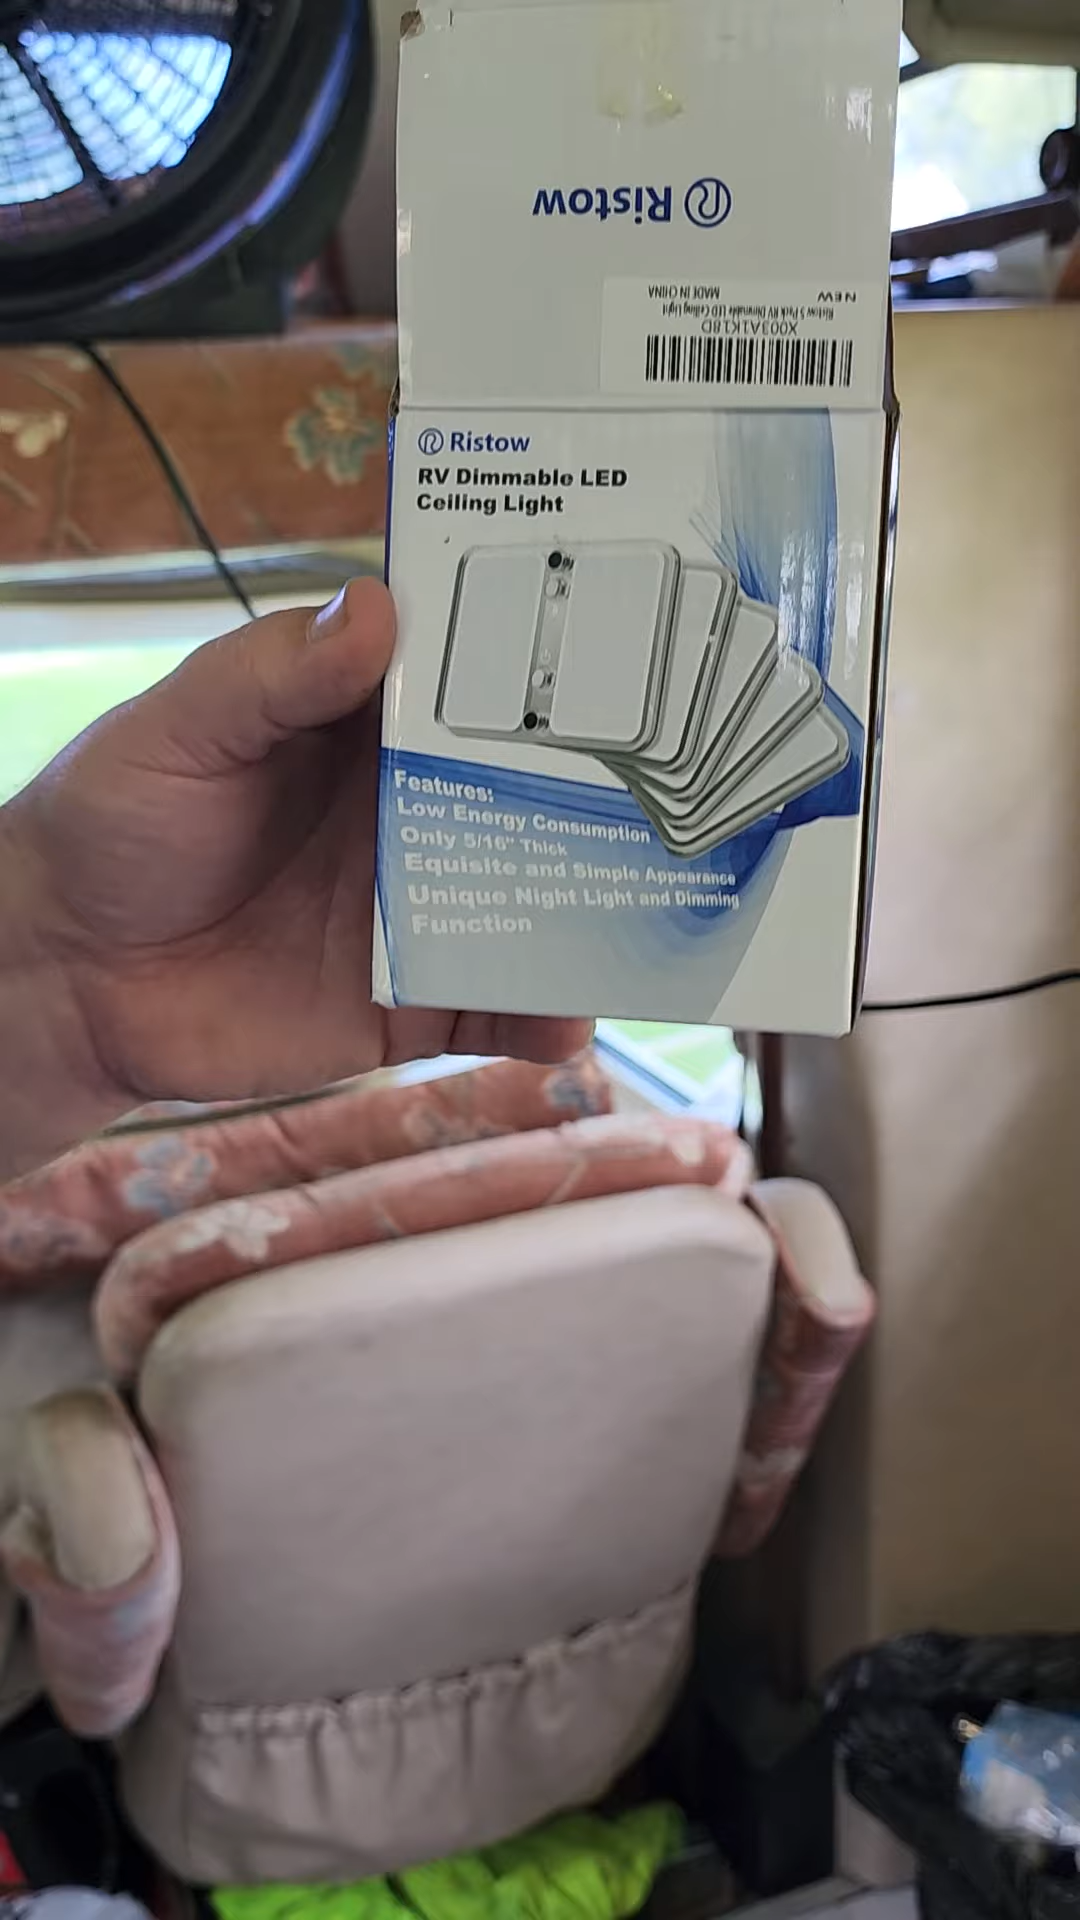 Ristow
NEW
MADE IN CHINA
Ristow 5 Pack RV Dimmable LED Ceiling Light
X003A1K18D
Ristow
RV Dimmable LED
Ceiling Light
Features:
Low Energy Consumption
Only 5/16" Thick
Equisite and Simple Appearance
Unique Night Light and Dimming
Function